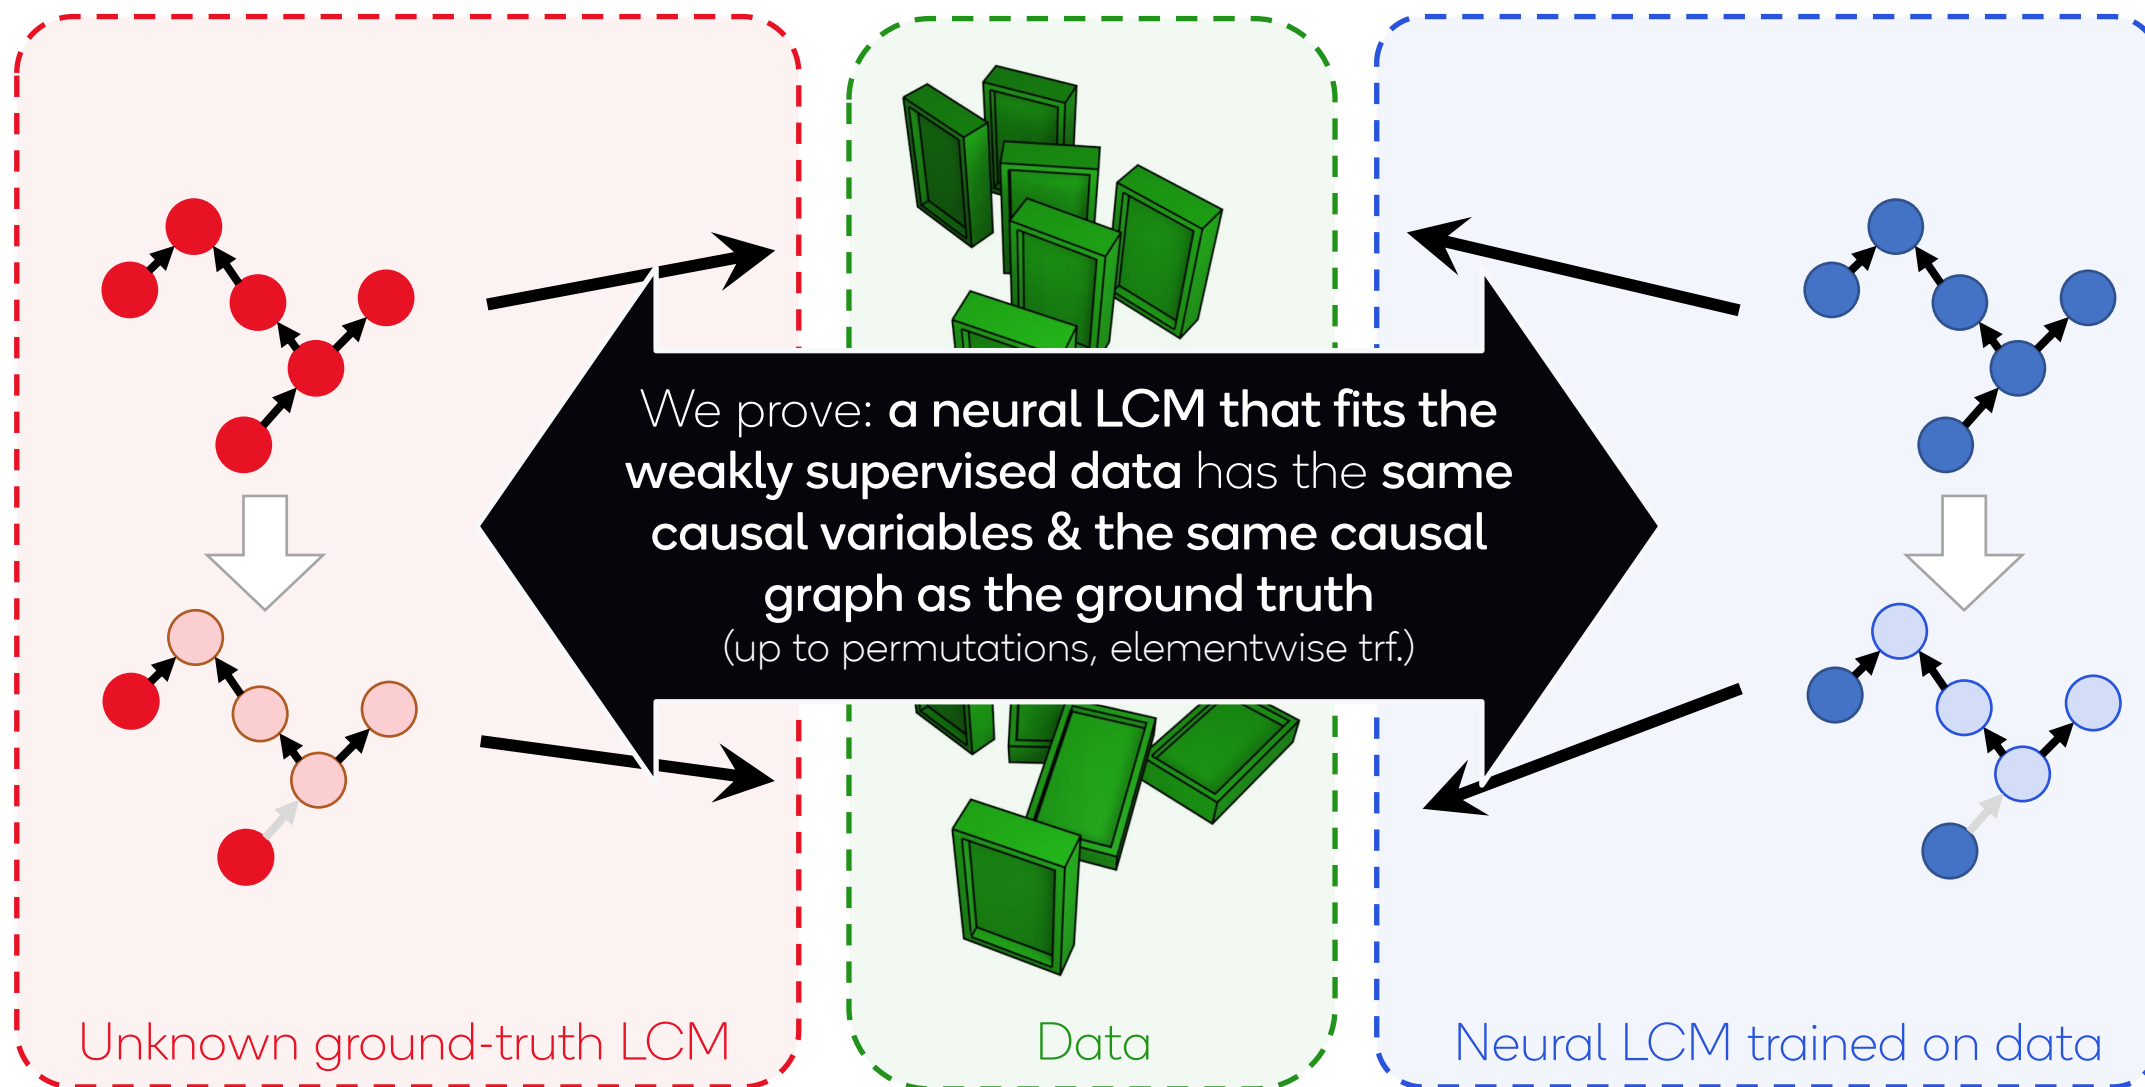 We prove: a neural LCM that fits the
weakly supervised data has the same
causal variables & the same causal
graph as the ground truth
(up to permutations, elementwise trf.)
Unknown ground-truth LCM
Data
Neural LCM trained on data